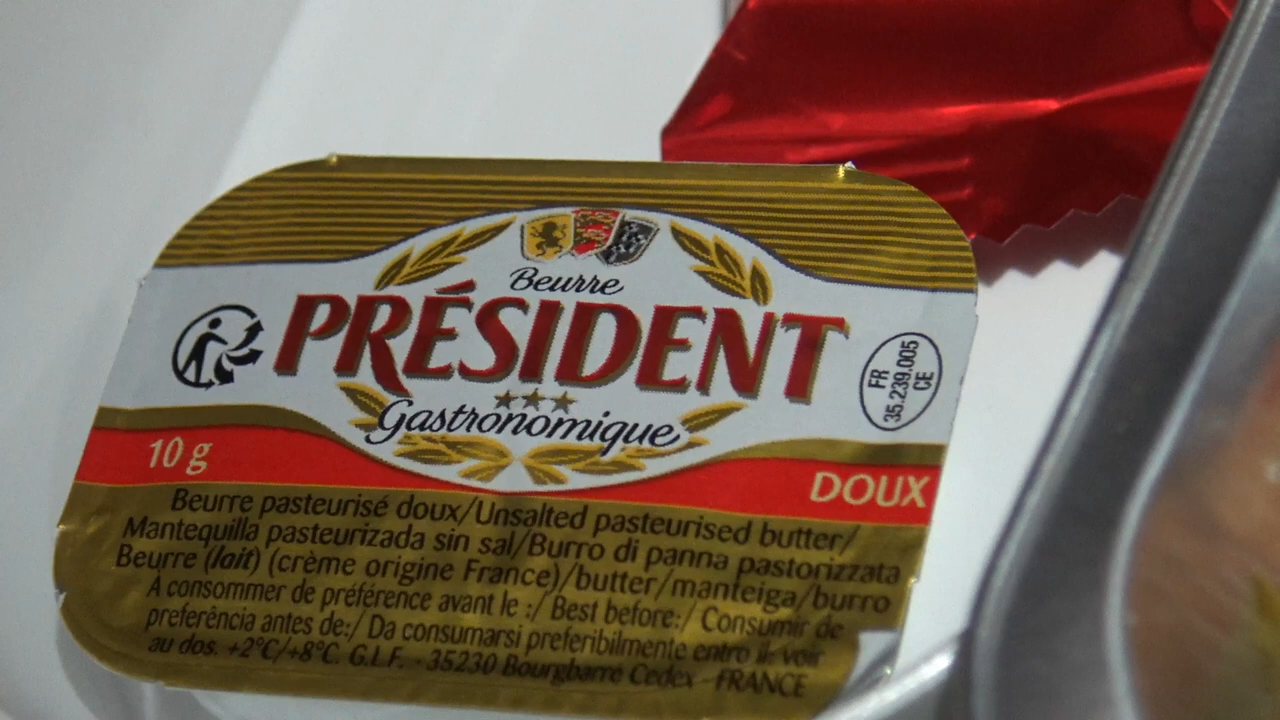 Beurre
PRÉSIDENT
Gastronomique
FR
35.239.005
CE
10 g
DOUX
Beurre pasteurisé doux/Unsalted pasteurised butter/
Mantequilla pasteurizada sin sal/Burro di panna pastorizzata
Beurre (lait) (crème origine France)/butter/manteiga/burro
A consommer de préférence avant le :/ Best before:/ Consumir de
preferência antes de:/ Da consumarsi preferibilmente entro il: voir
au dos. +2°C/+8°C. G.I.F. - 35230 Bourgbarre Cedex - FRANCE